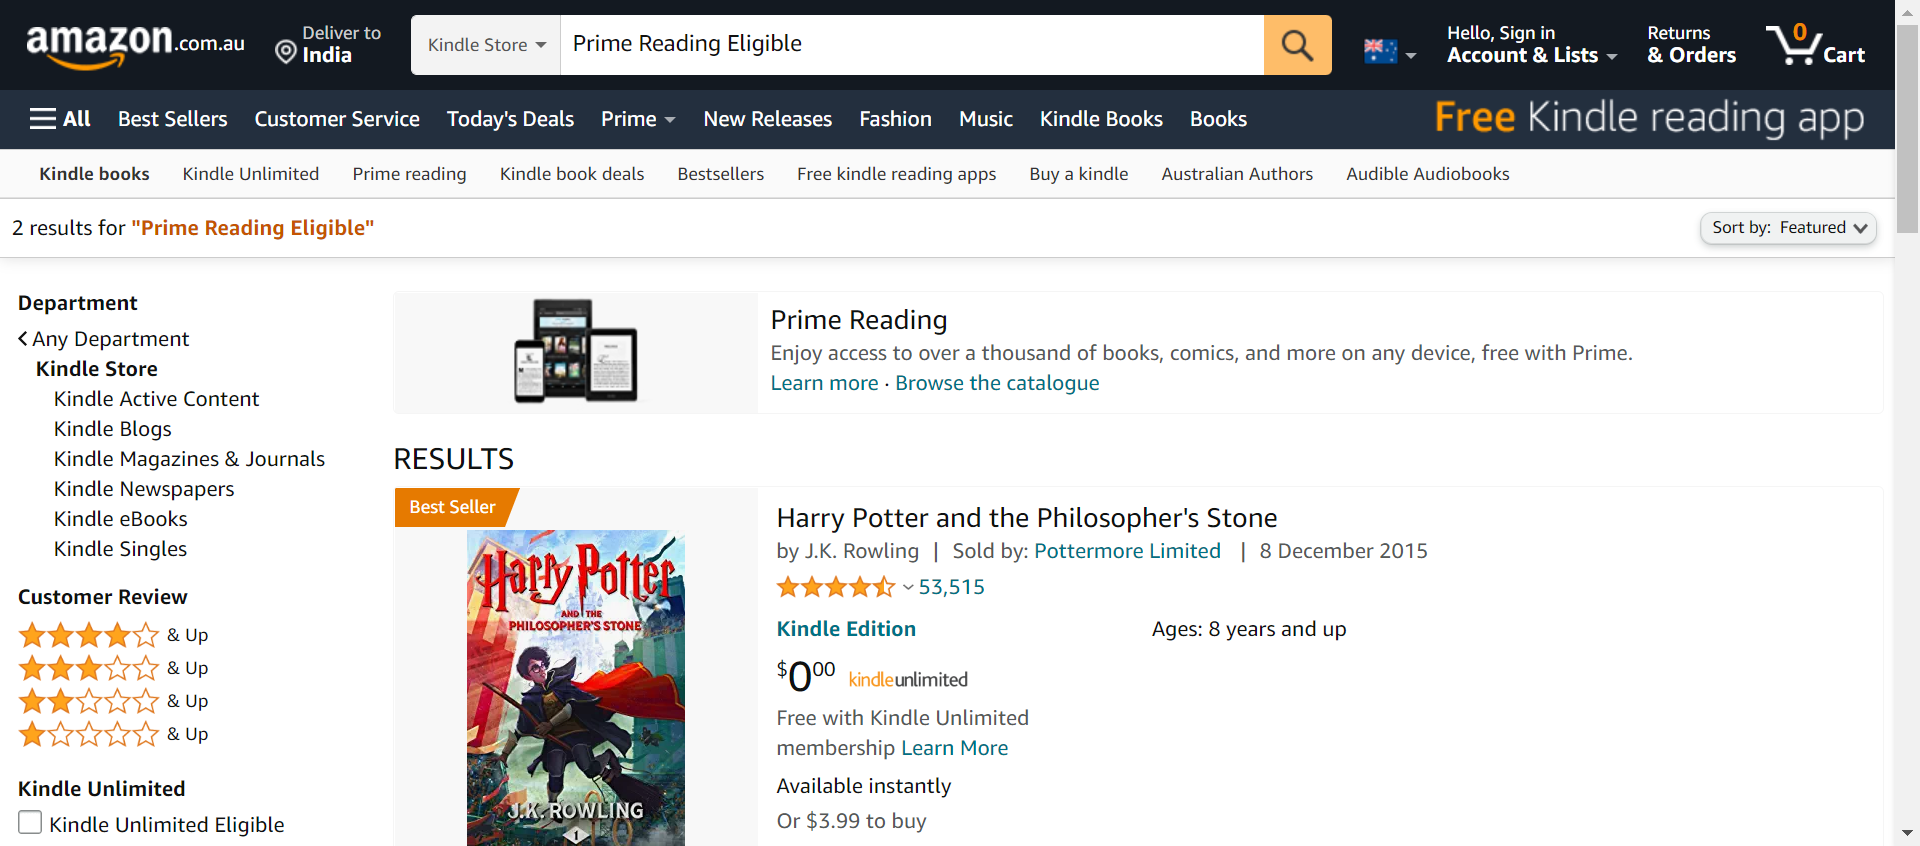 amazon.com.au
Deliver to
India
Kindle Store
Prime Reading Eligible
Hello, Sign in
Account & Lists
Returns
& Orders
0
Cart
All
Best Sellers
Customer Service
Today's Deals
Prime
New Releases
Fashion
Music
Kindle Books
Books
Free Kindle reading app
Kindle books
Kindle Unlimited
Prime reading
Kindle book deals
Bestsellers
Free kindle reading apps
Buy a kindle
Australian Authors
Audible Audiobooks
2 results for "Prime Reading Eligible"
Sort by: Featured
Department
Any Department
Kindle Store
Kindle Active Content
Kindle Blogs
Kindle Magazines & Journals
Kindle Newspapers
Kindle eBooks
Kindle Singles
Customer Review
& Up
& Up
& Up
& Up
Kindle Unlimited
Kindle Unlimited Eligible
Prime Reading
Enjoy access to over a thousand of books, comics, and more on any device, free with Prime.
Learn more · Browse the catalogue
RESULTS
Best Seller
Harry Potter
AND THE
PHILOSOPHER'S STONE
J.K. ROWLING
1
Harry Potter and the Philosopher's Stone
by J.K. Rowling | Sold by: Pottermore Limited | 8 December 2015
53,515
Kindle Edition
Ages: 8 years and up
$000 kindleunlimited
Free with Kindle Unlimited
membership Learn More
Available instantly
Or $3.99 to buy